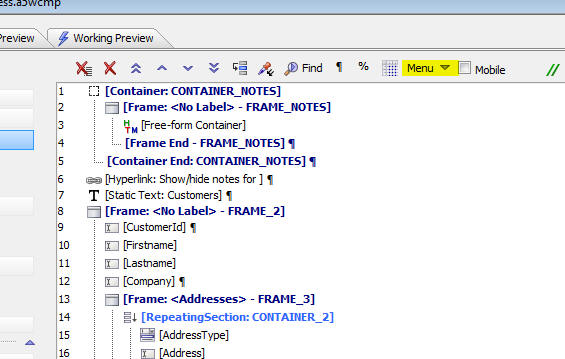 ess.a5wcmp
Preview Working Preview
Find ¶ % Menu Mobile //
1 [Container: CONTAINER_NOTES]
2 [Frame: <No Label> - FRAME_NOTES]
3 [Free-form Container]
4 [Frame End - FRAME_NOTES] ¶
5 [Container End: CONTAINER_NOTES] ¶
6 [Hyperlink: Show/hide notes for ] ¶
7 [Static Text: Customers] ¶
8 [Frame: <No Label> - FRAME_2]
9 [CustomerId] ¶
10 [Firstname]
11 [Lastname]
12 [Company] ¶
13 [Frame: <Addresses> - FRAME_3]
14 [RepeatingSection: CONTAINER_2]
15 [AddressType]
16 [Address]